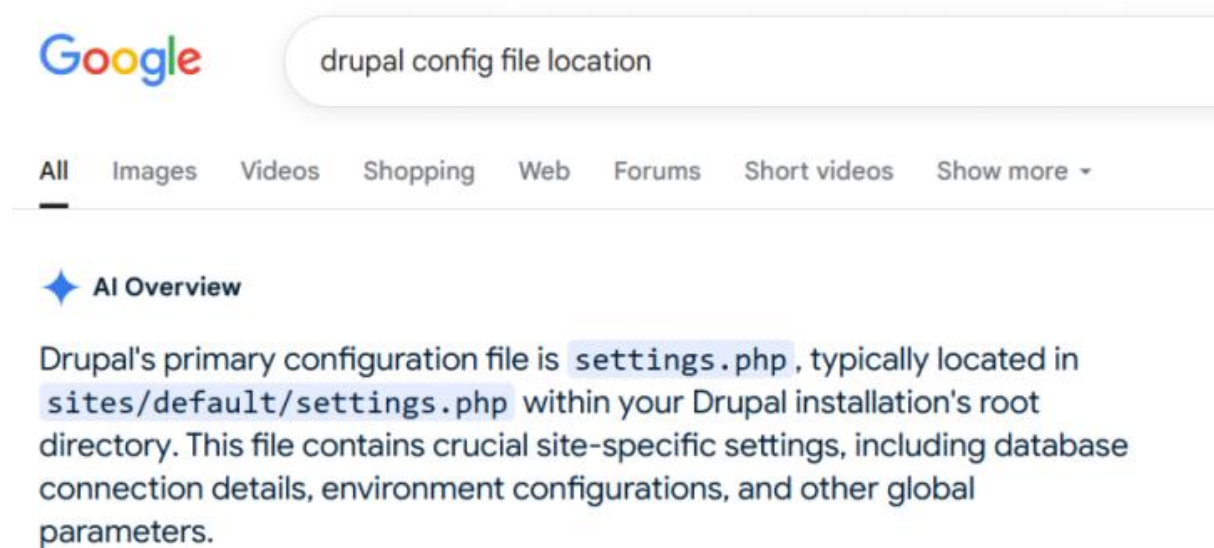 Google
drupal config file location
All Images Videos Shopping Web Forums Short videos Show more
AI Overview
Drupal's primary configuration file is settings.php, typically located in
sites/default/settings.php within your Drupal installation's root
directory. This file contains crucial site-specific settings, including database
connection details, environment configurations, and other global
parameters.